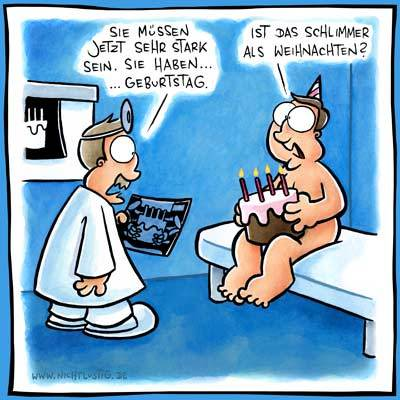 SIE MÜSSEN
JETZT SEHR STARK
SEIN. SIE HABEN...
...GEBURTSTAG.
IST DAS SCHLIMMER
ALS WEIHNACHTEN?
WWW.NICHTLUSTIG.DE